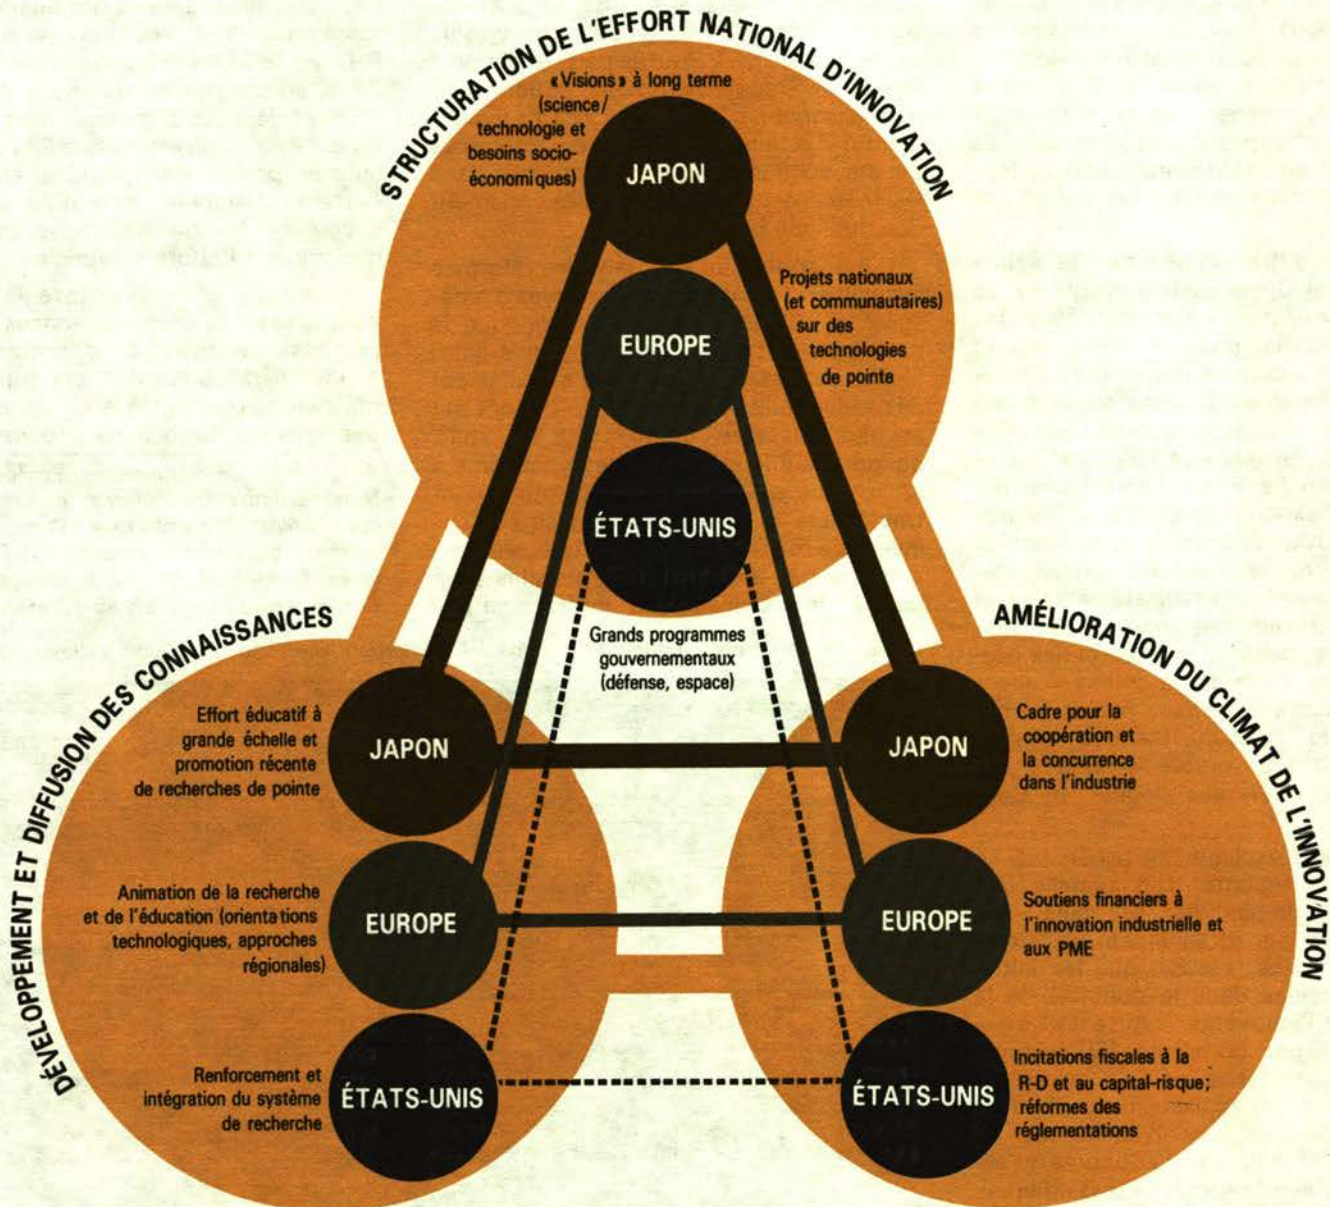 STRUCTURATION DE L'EFFORT NATIONAL D'INNOVATION
«Visions» à long terme
(science/
technologie et
besoins socio-
économiques)
JAPON
Projets nationaux
(et communautaires)
sur des
technologies
de pointe
EUROPE
ÉTATS-UNIS
Grands programmes
gouvernementaux
(défense, espace)
DÉVELOPPEMENT ET DIFFUSION DES CONNAISSANCES
Effort éducatif à
grande échelle et
promotion récente
de recherches de pointe
JAPON
Animation de la recherche
et de l'éducation (orientations
technologiques, approches
régionales)
EUROPE
Renforcement et
intégration du système
de recherche
ÉTATS-UNIS
AMÉLIORATION DU CLIMAT DE L'INNOVATION
JAPON
Cadre pour la
coopération et
la concurrence
dans l'industrie
EUROPE
Soutiens financiers à
l'innovation industrielle et
aux PME
ÉTATS-UNIS
Incitations fiscales à la
R-D et au capital-risque;
réformes des
réglementations